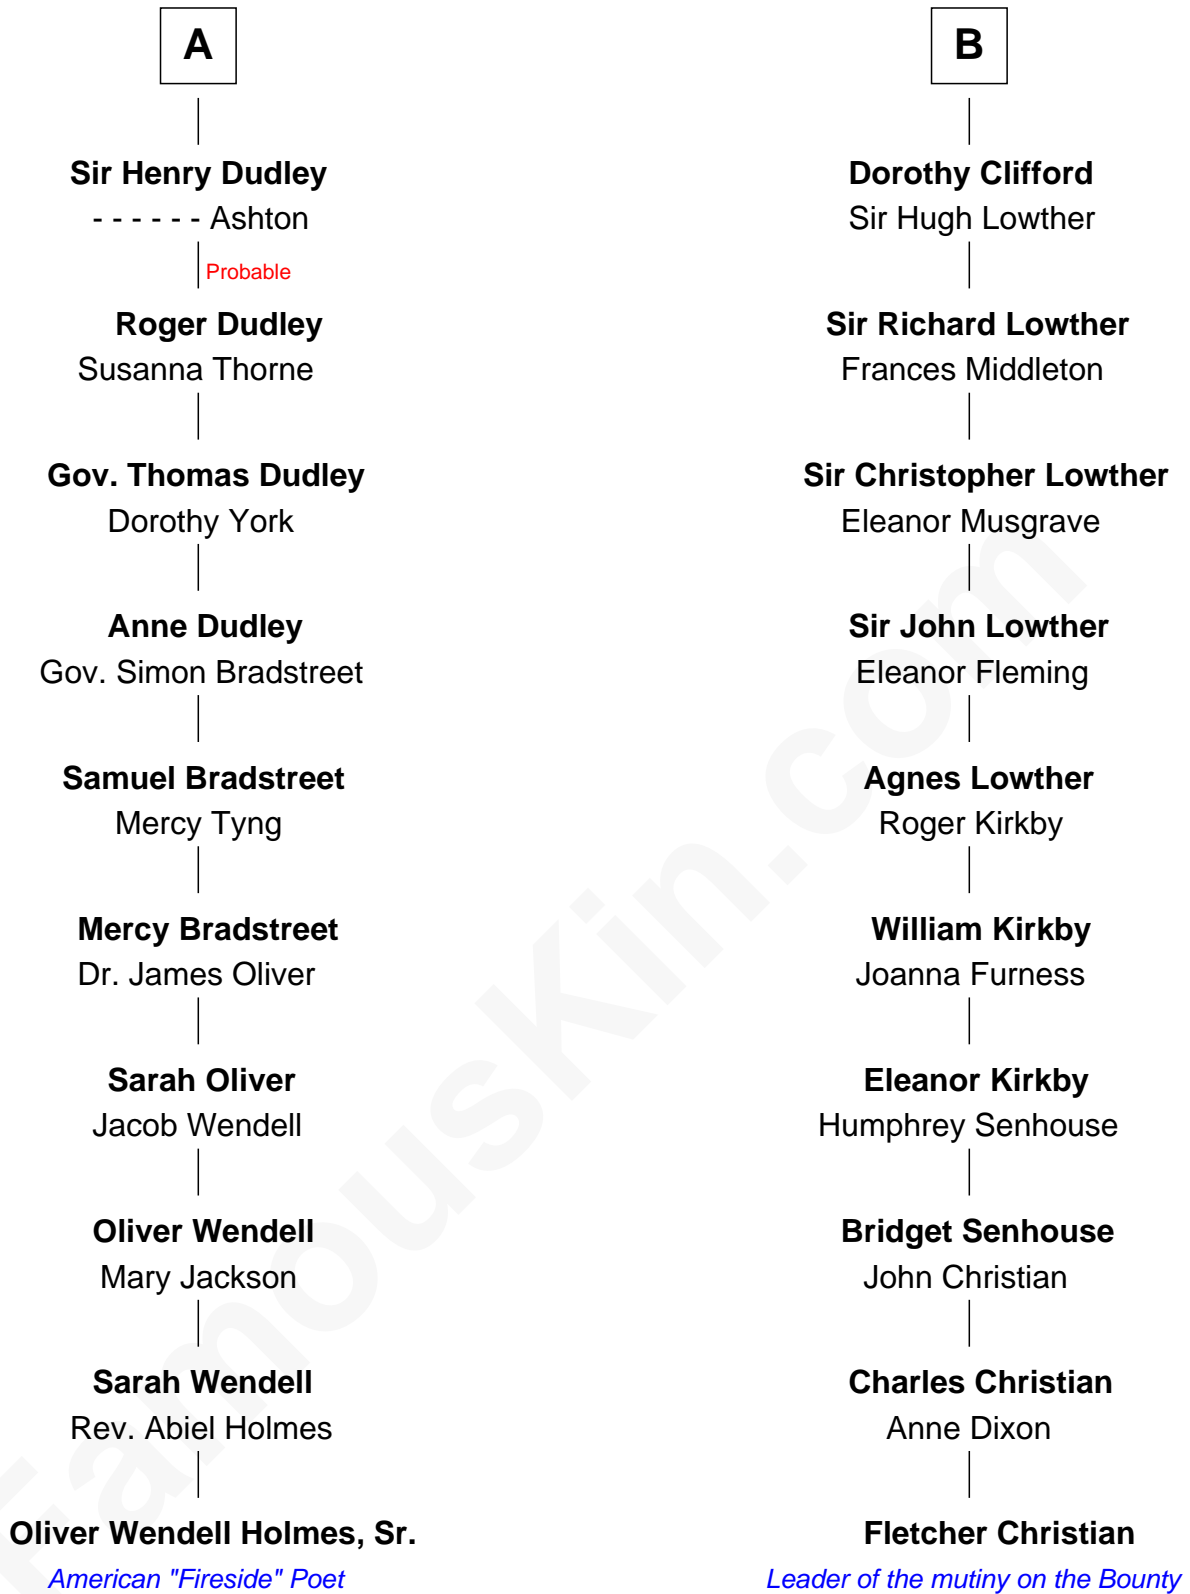 A
Sir Henry Dudley
- - - - - - Ashton
Probable
Roger Dudley
Susanna Thorne
Gov. Thomas Dudley
Dorothy York
Anne Dudley
Gov. Simon Bradstreet
Samuel Bradstreet
Mercy Tyng
Mercy Bradstreet
Dr. James Oliver
Sarah Oliver
Jacob Wendell
Oliver Wendell
Mary Jackson
Sarah Wendell
Rev. Abiel Holmes
Oliver Wendell Holmes, Sr.
American "Fireside" Poet
B
Dorothy Clifford
Sir Hugh Lowther
Sir Richard Lowther
Frances Middleton
Sir Christopher Lowther
Eleanor Musgrave
Sir John Lowther
Eleanor Fleming
Agnes Lowther
Roger Kirkby
William Kirkby
Joanna Furness
Eleanor Kirkby
Humphrey Senhouse
Bridget Senhouse
John Christian
Charles Christian
Anne Dixon
Fletcher Christian
Leader of the mutiny on the Bounty
FamousKin.com